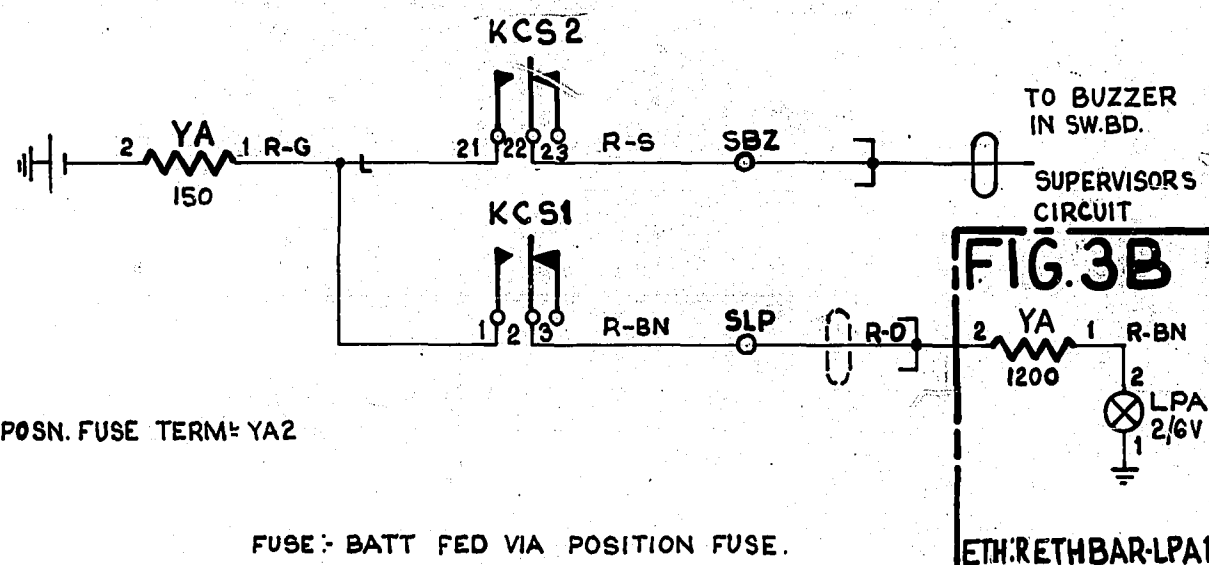 KCS2
TO BUZZER
IN SW.BD.
2 YA 1 R-G
150
21 22 23 R-S SBZ
SUPERVISORS
CIRCUIT
KCS1
FIG.3B
1 2 3 R-BN SLP R-O
2 YA 1 R-BN
1200
2
LPA
2/6V
1
POSN. FUSE TERML YA2
FUSE:- BATT FED VIA POSITION FUSE.
ETH:RETHBAR-LPA1